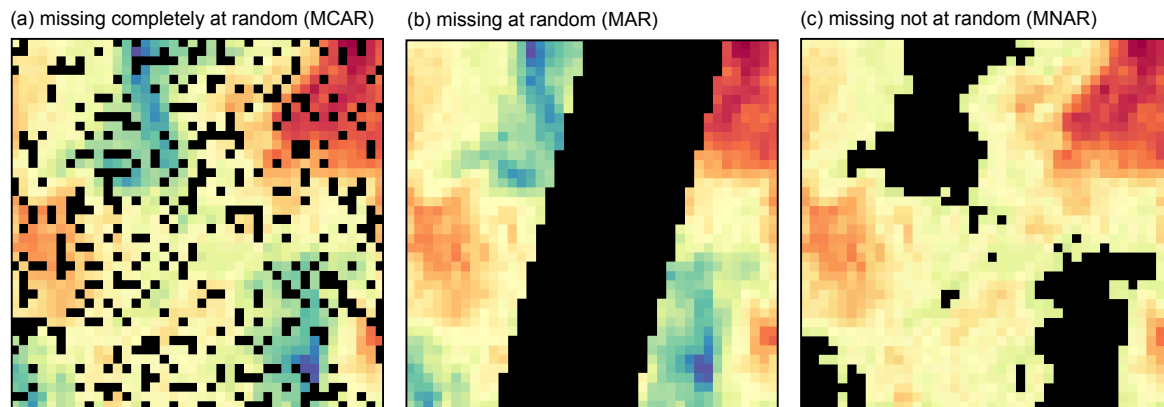 (a) missing completely at random (MCAR)
(b) missing at random (MAR)
(c) missing not at random (MNAR)